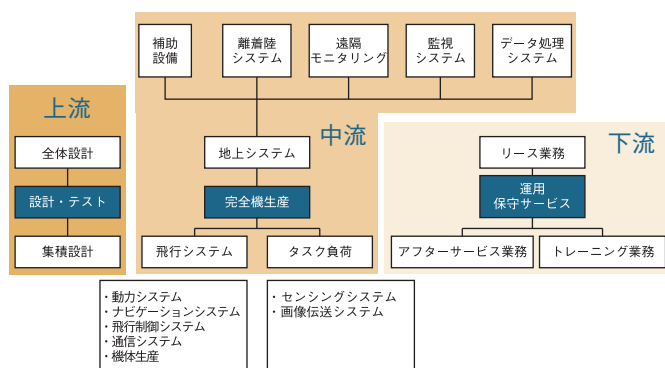 補助
設備
離着陸
システム
遠隔
モニタリング
監視
システム
データ処理
システム
上流
全体設計
設計・テスト
集積設計
中流
地上システム
完全機生産
飛行システム
タスク負荷
下流
リース業務
運用
保守サービス
アフターサービス業務
トレーニング業務
・動力システム
・ナビゲーションシステム
・飛行制御システム
・通信システム
・機体生産
・センシングシステム
・画像伝送システム